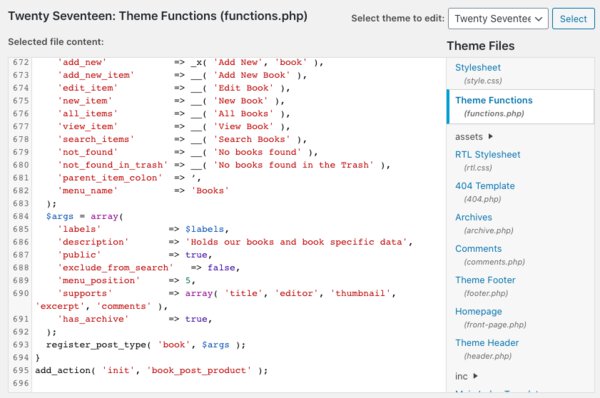 Twenty Seventeen: Theme Functions (functions.php)
Select theme to edit: Twenty Sevente Select
Selected file content:
672 'add_new' => _x( 'Add New', 'book' ),
673 'add_new_item' => __( 'Add New Book' ),
674 'edit_item' => __( 'Edit Book' ),
675 'new_item' => __( 'New Book' ),
676 'all_items' => __( 'All Books' ),
677 'view_item' => __( 'View Book' ),
678 'search_items' => __( 'Search Books' ),
679 'not_found' => __( 'No books found' ),
680 'not_found_in_trash' => __( 'No books found in the Trash' ),
681 'parent_item_colon' => ’,
682 'menu_name' => 'Books'
683 );
684 $args = array(
685 'labels' => $labels,
686 'description' => 'Holds our books and book specific data',
687 'public' => true,
688 'exclude_from_search' => false,
689 'menu_position' => 5,
690 'supports' => array( 'title', 'editor', 'thumbnail',
'excerpt', 'comments' ),
691 'has_archive' => true,
692 );
693 register_post_type( 'book', $args );
694 }
695 add_action( 'init', 'book_post_product' );
696
Theme Files
Stylesheet
(style.css)
Theme Functions
(functions.php)
assets
RTL Stylesheet
(rtl.css)
404 Template
(404.php)
Archives
(archive.php)
Comments
(comments.php)
Theme Footer
(footer.php)
Homepage
(front-page.php)
Theme Header
(header.php)
inc